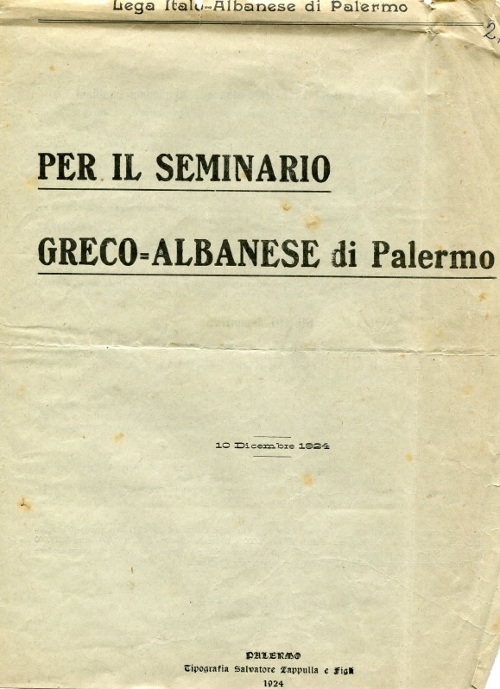 Lega Italo-Albanese di Palermo
PER IL SEMINARIO
GRECO=ALBANESE di Palermo
10 Dicembre 1924
PALERMO
Tipografia Salvatore Zappulla e Figli
1924